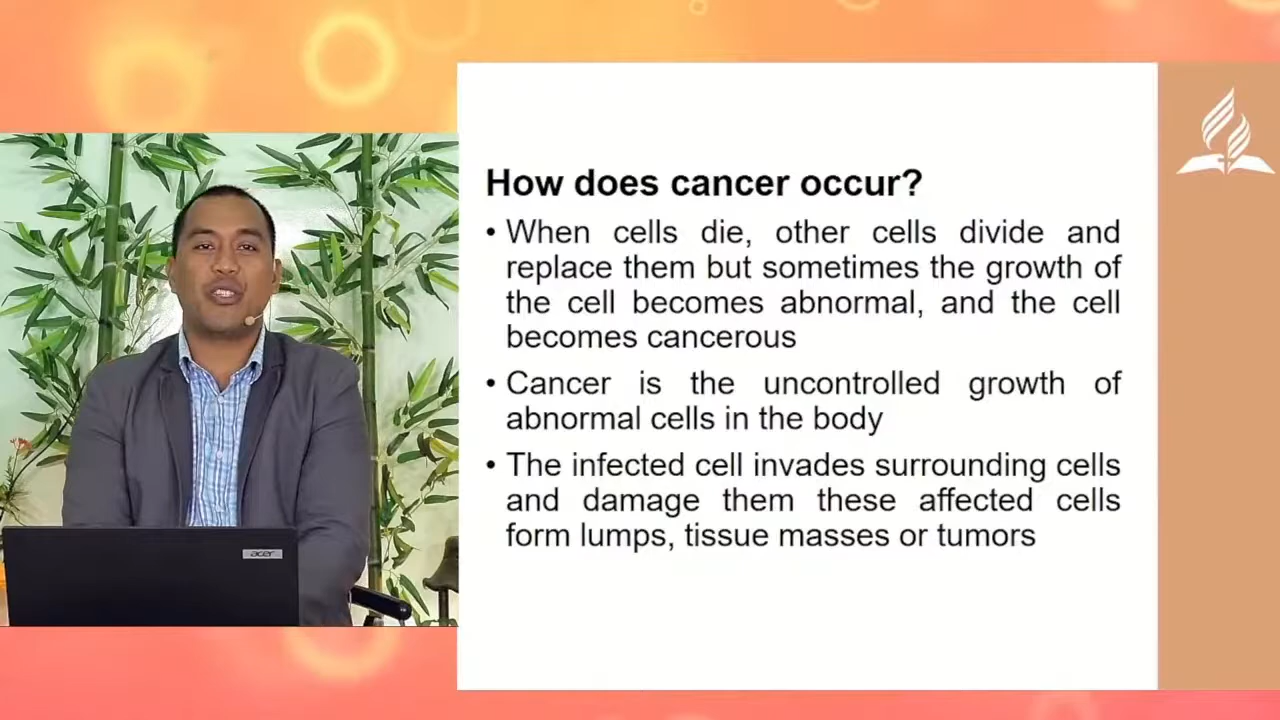 How does cancer occur?
• When cells die, other cells divide and
replace them but sometimes the growth of
the cell becomes abnormal, and the cell
becomes cancerous
• Cancer is the uncontrolled growth of
abnormal cells in the body
• The infected cell invades surrounding cells
and damage them these affected cells
form lumps, tissue masses or tumors
acer